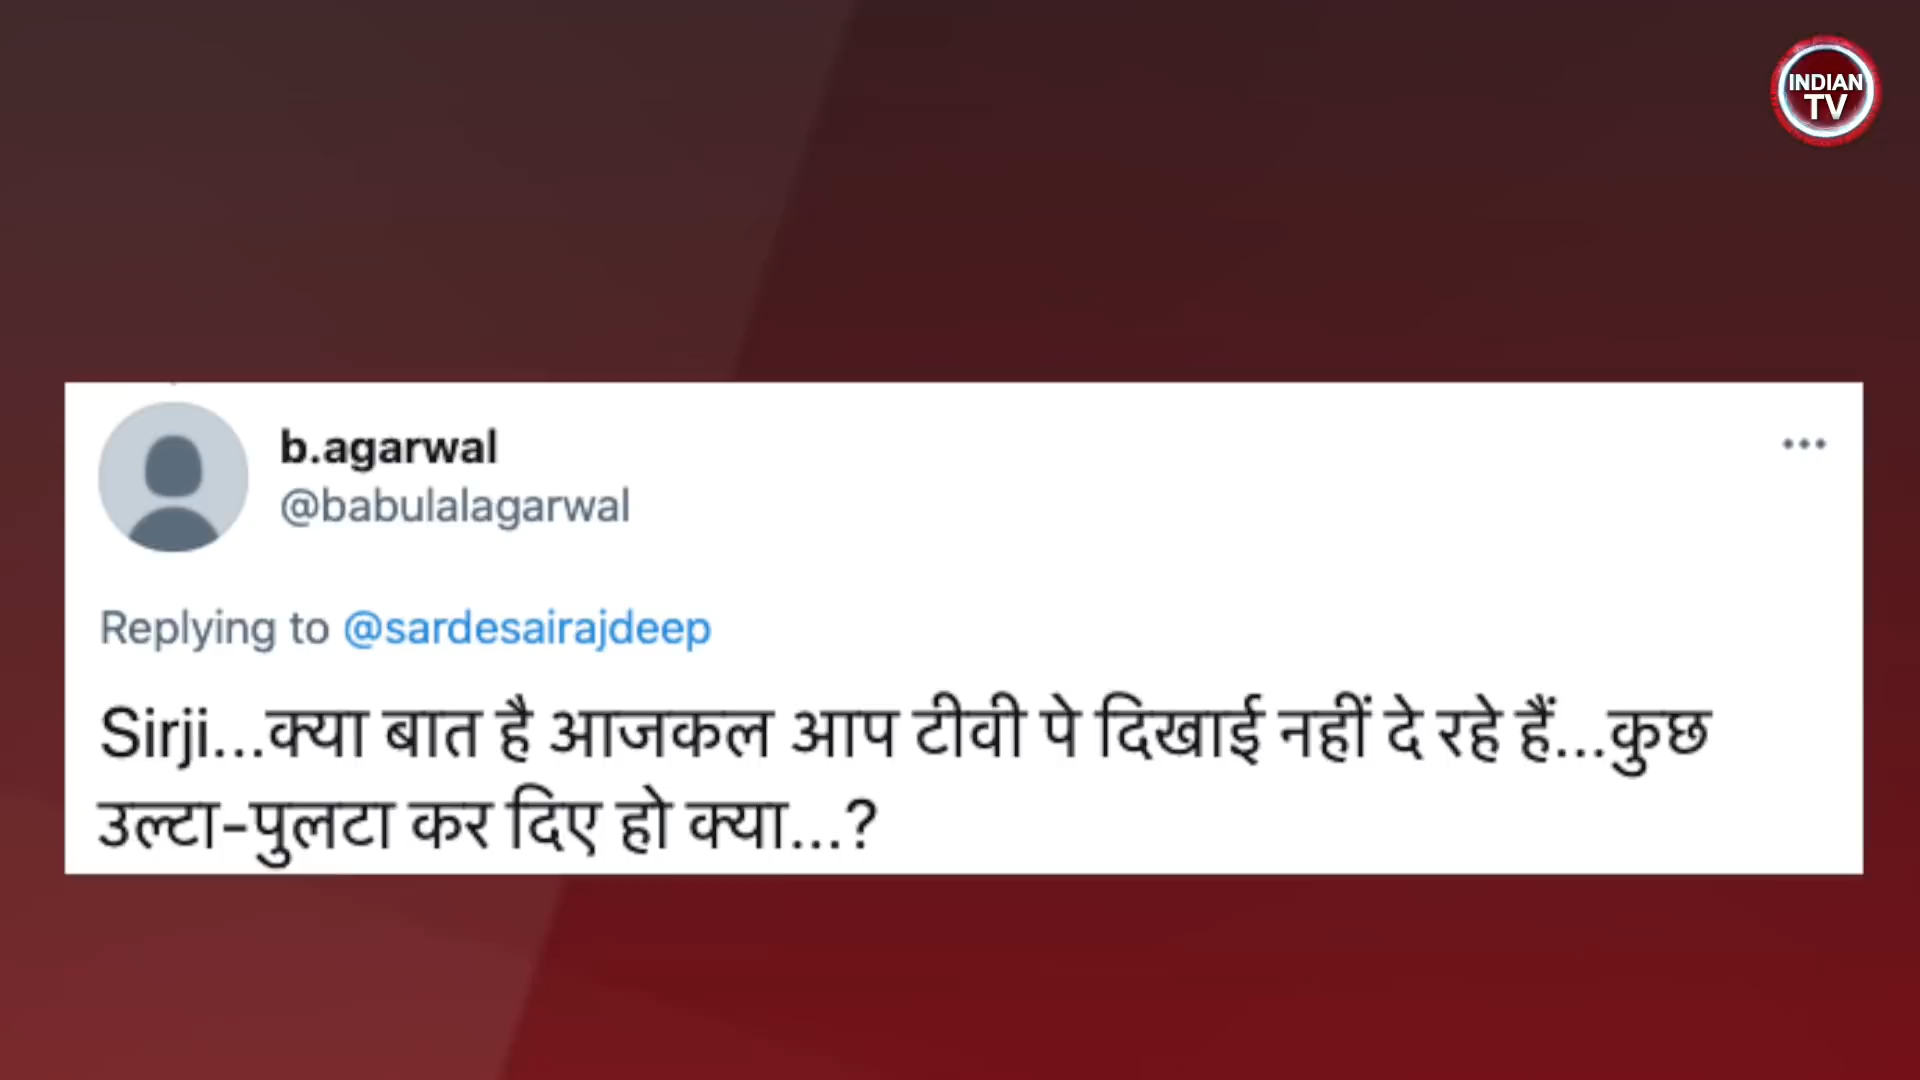 INDIAN
TV
b.agarwal
@babulalagarwal
Replying to @sardesairajdeep
Sirji...क्या बात है आजकल आप टीवी पे दिखाई नहीं दे रहे हैं...कुछ
उल्टा-पुलटा कर दिए हो क्या...?